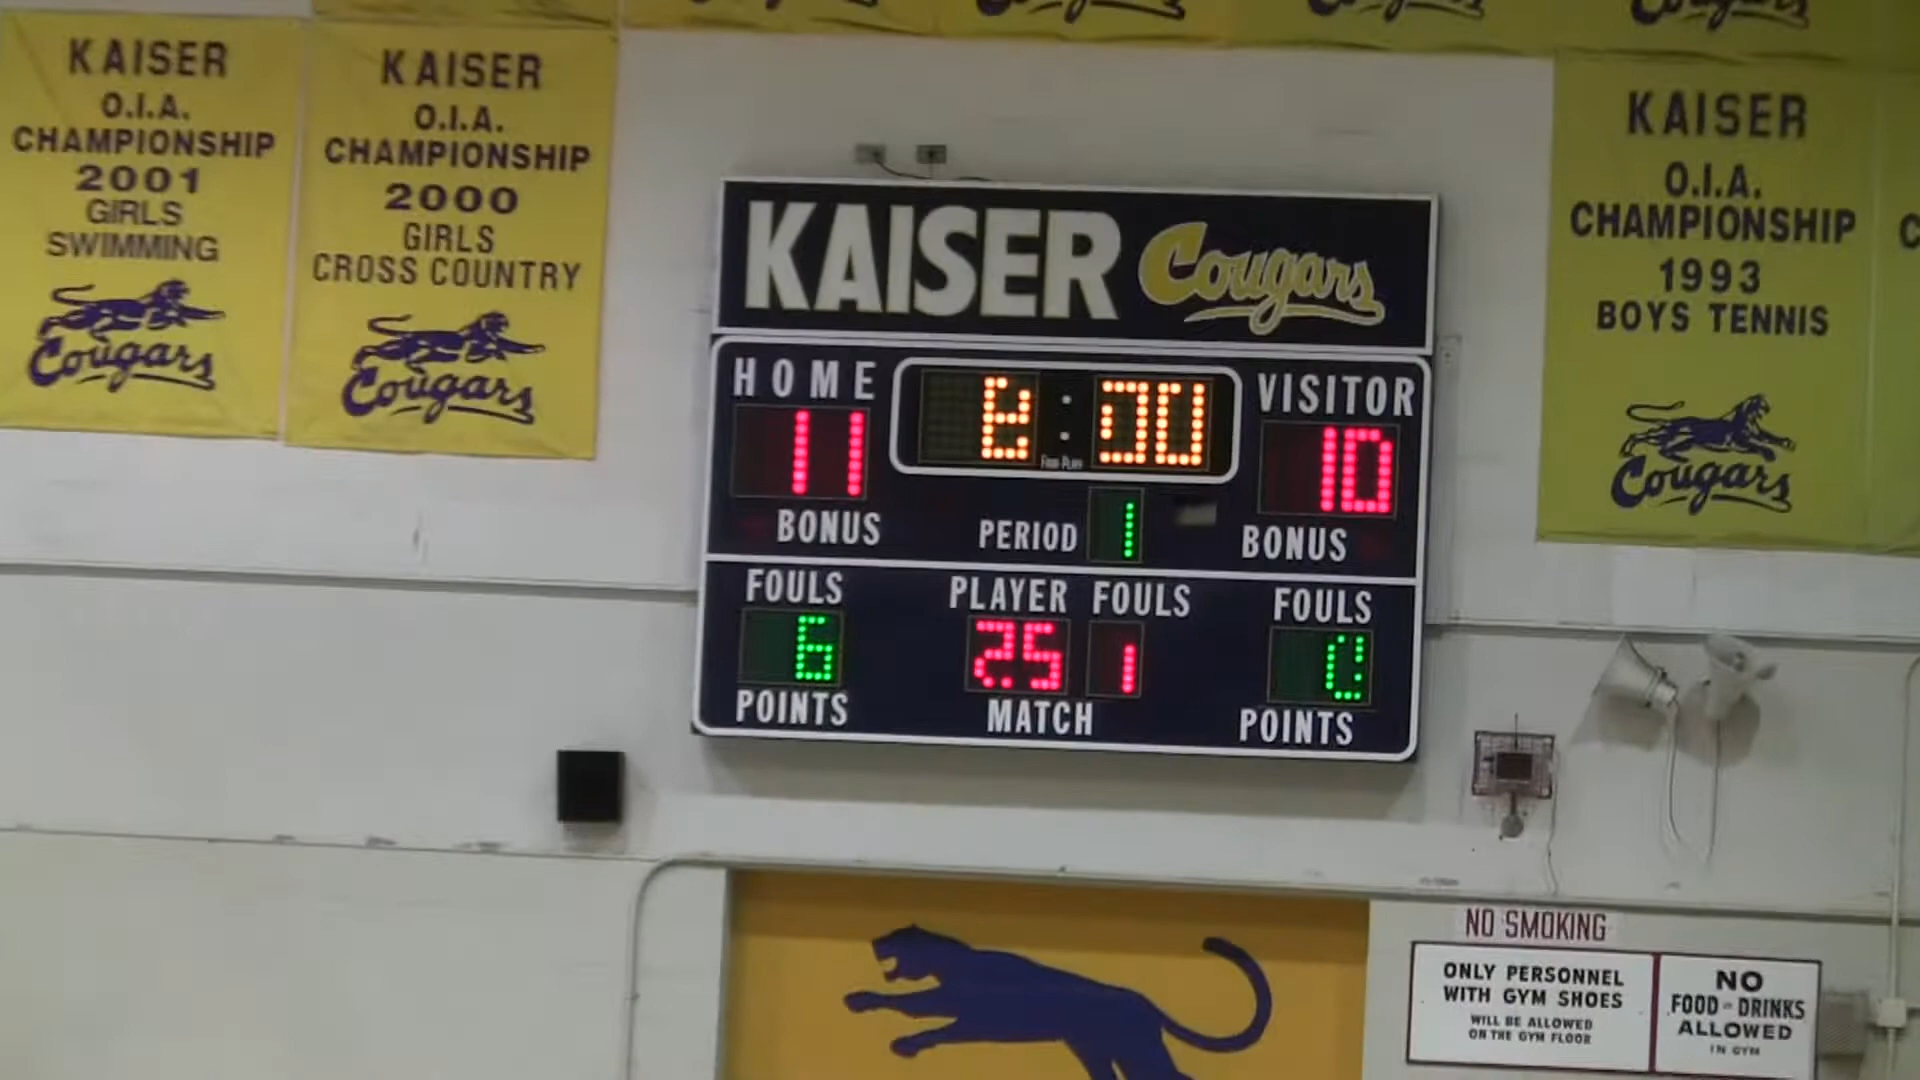 KAISER
O.I.A.
CHAMPIONSHIP
2001
GIRLS
SWIMMING
Cougars
KAISER
O.I.A.
CHAMPIONSHIP
2000
GIRLS
CROSS COUNTRY
Cougars
KAISER Cougars
HOME
VISITOR
11
10
BONUS
PERIOD 1
BONUS
FOULS
PLAYER FOULS
FOULS
6
25 1
POINTS
MATCH
POINTS
KAISER
O.I.A.
CHAMPIONSHIP
1993
BOYS TENNIS
Cougars
NO SMOKING
ONLY PERSONNEL
WITH GYM SHOES
WILL BE ALLOWED
ON THE GYM FLOOR
NO
FOOD OR DRINKS
ALLOWED
IN GYM